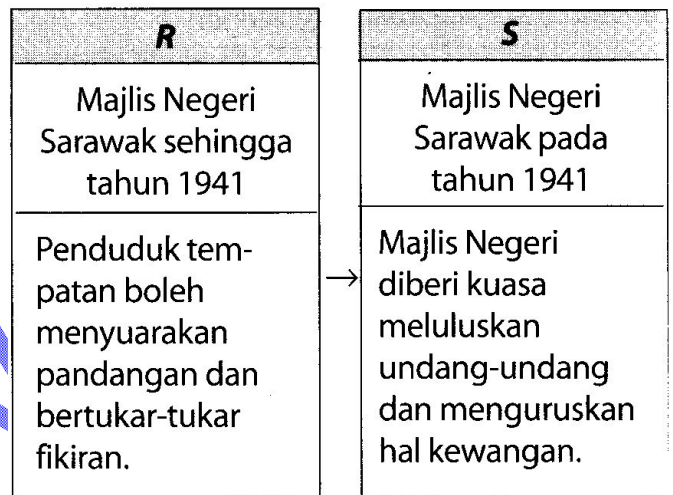 R
Majlis Negeri
Sarawak sehingga
tahun 1941
Penduduk tem-
patan boleh
menyuarakan
pandangan dan
bertukar-tukar
fikiran.
→
S
Majlis Negeri
Sarawak pada
tahun 1941
Majlis Negeri
diberi kuasa
meluluskan
undang-undang
dan menguruskan
hal kewangan.